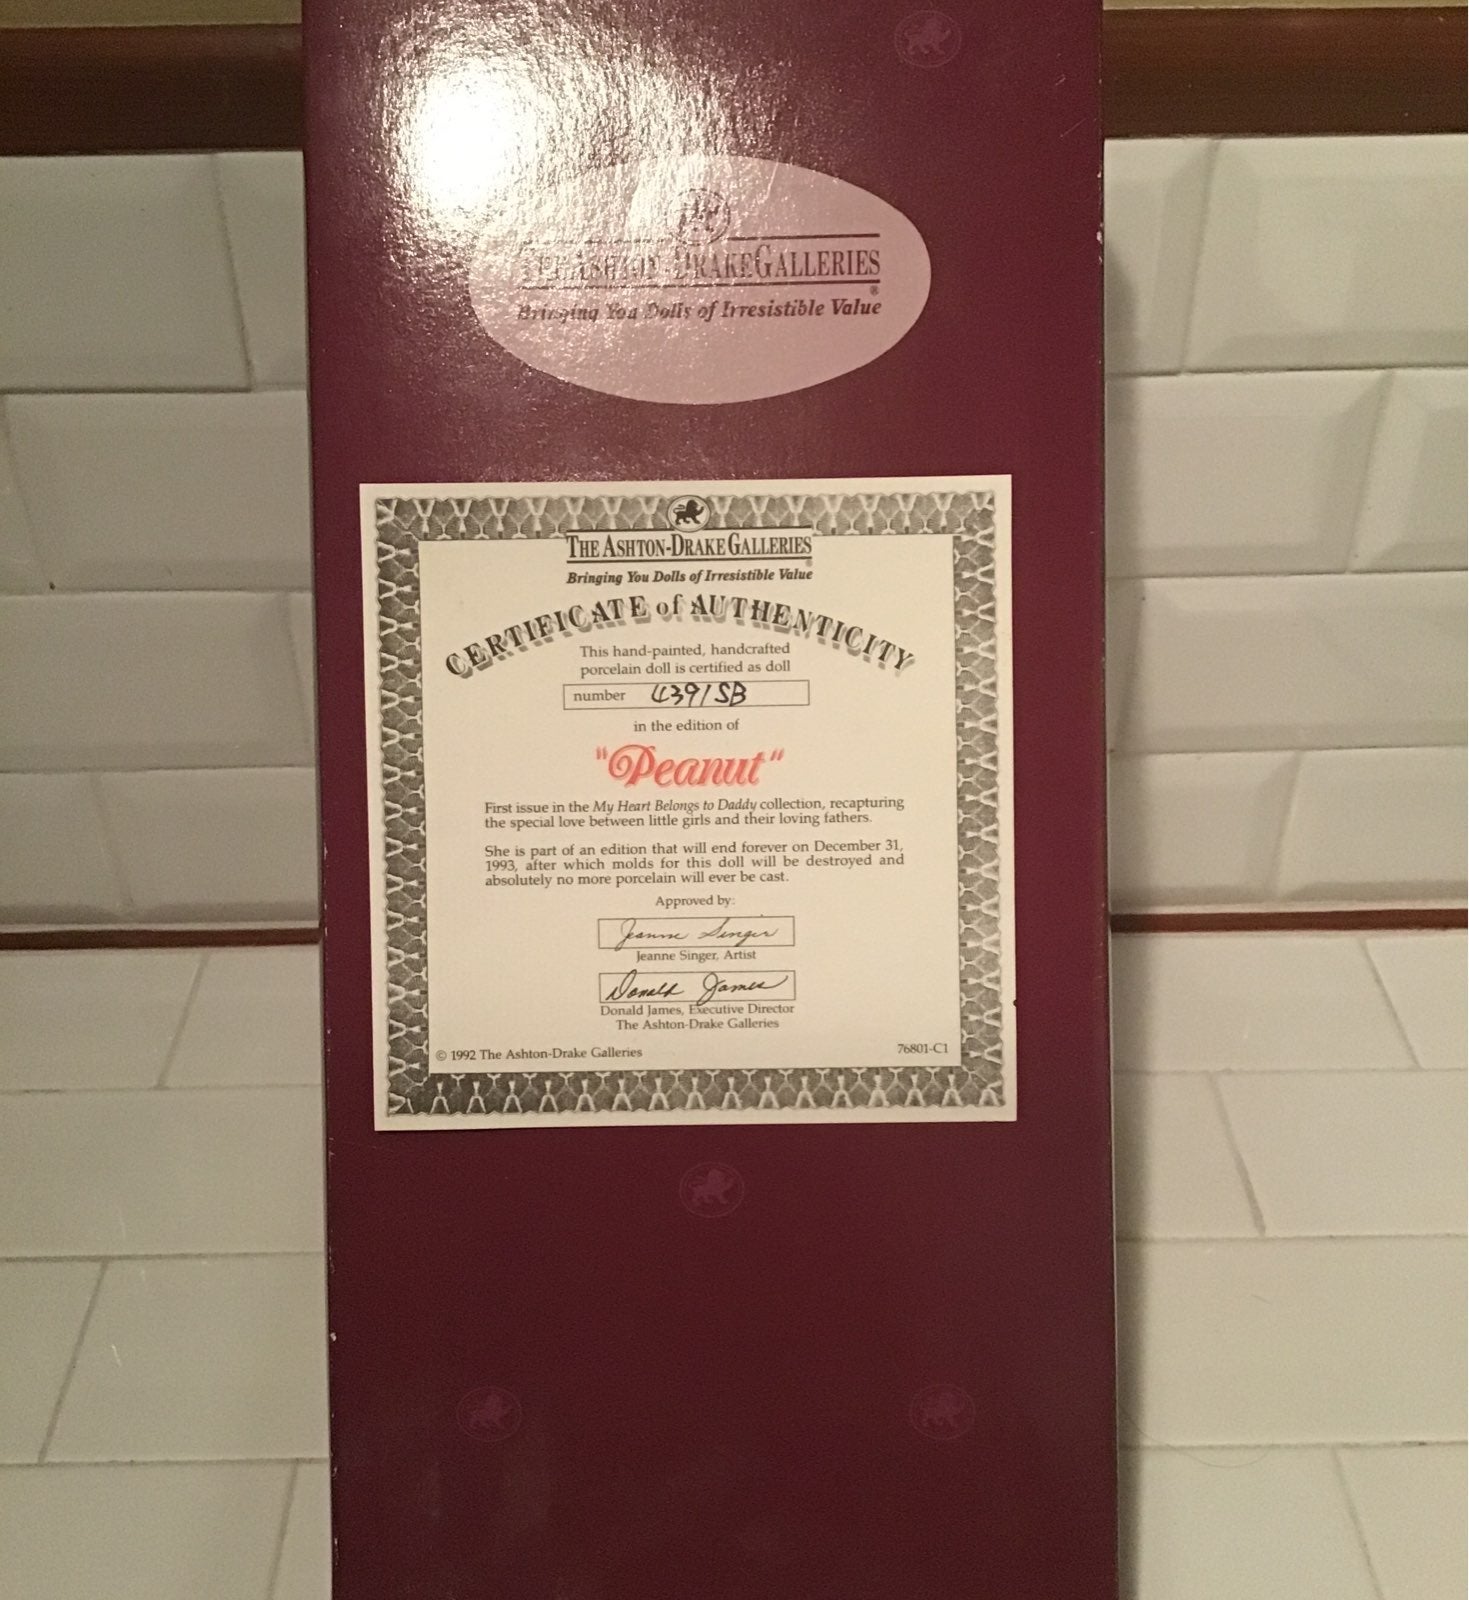 THE ASHTON-DRAKE GALLERIES
®
Bringing You Dolls of Irresistible Value
THE ASHTON-DRAKE GALLERIES
®
Bringing You Dolls of Irresistible Value
CERTIFICATE of AUTHENTICITY
This hand-painted, handcrafted
porcelain doll is certified as doll
number 4391SB
in the edition of
"Peanut"
First issue in the My Heart Belongs to Daddy collection, recapturing
the special love between little girls and their loving fathers.
She is part of an edition that will end forever on December 31,
1993, after which molds for this doll will be destroyed and
absolutely no more porcelain will ever be cast.
Approved by:
Jeanne Singer
Jeanne Singer, Artist
Donald James
Donald James, Executive Director
The Ashton-Drake Galleries
© 1992 The Ashton-Drake Galleries
76801-C1